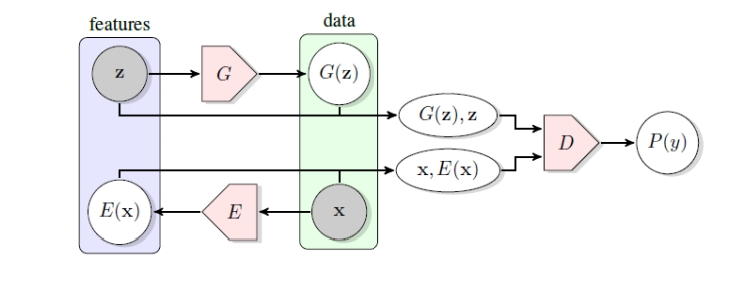 features
data
z
G
G(z)
G(z), z
D
P(y)
x, E(x)
E(x)
E
x